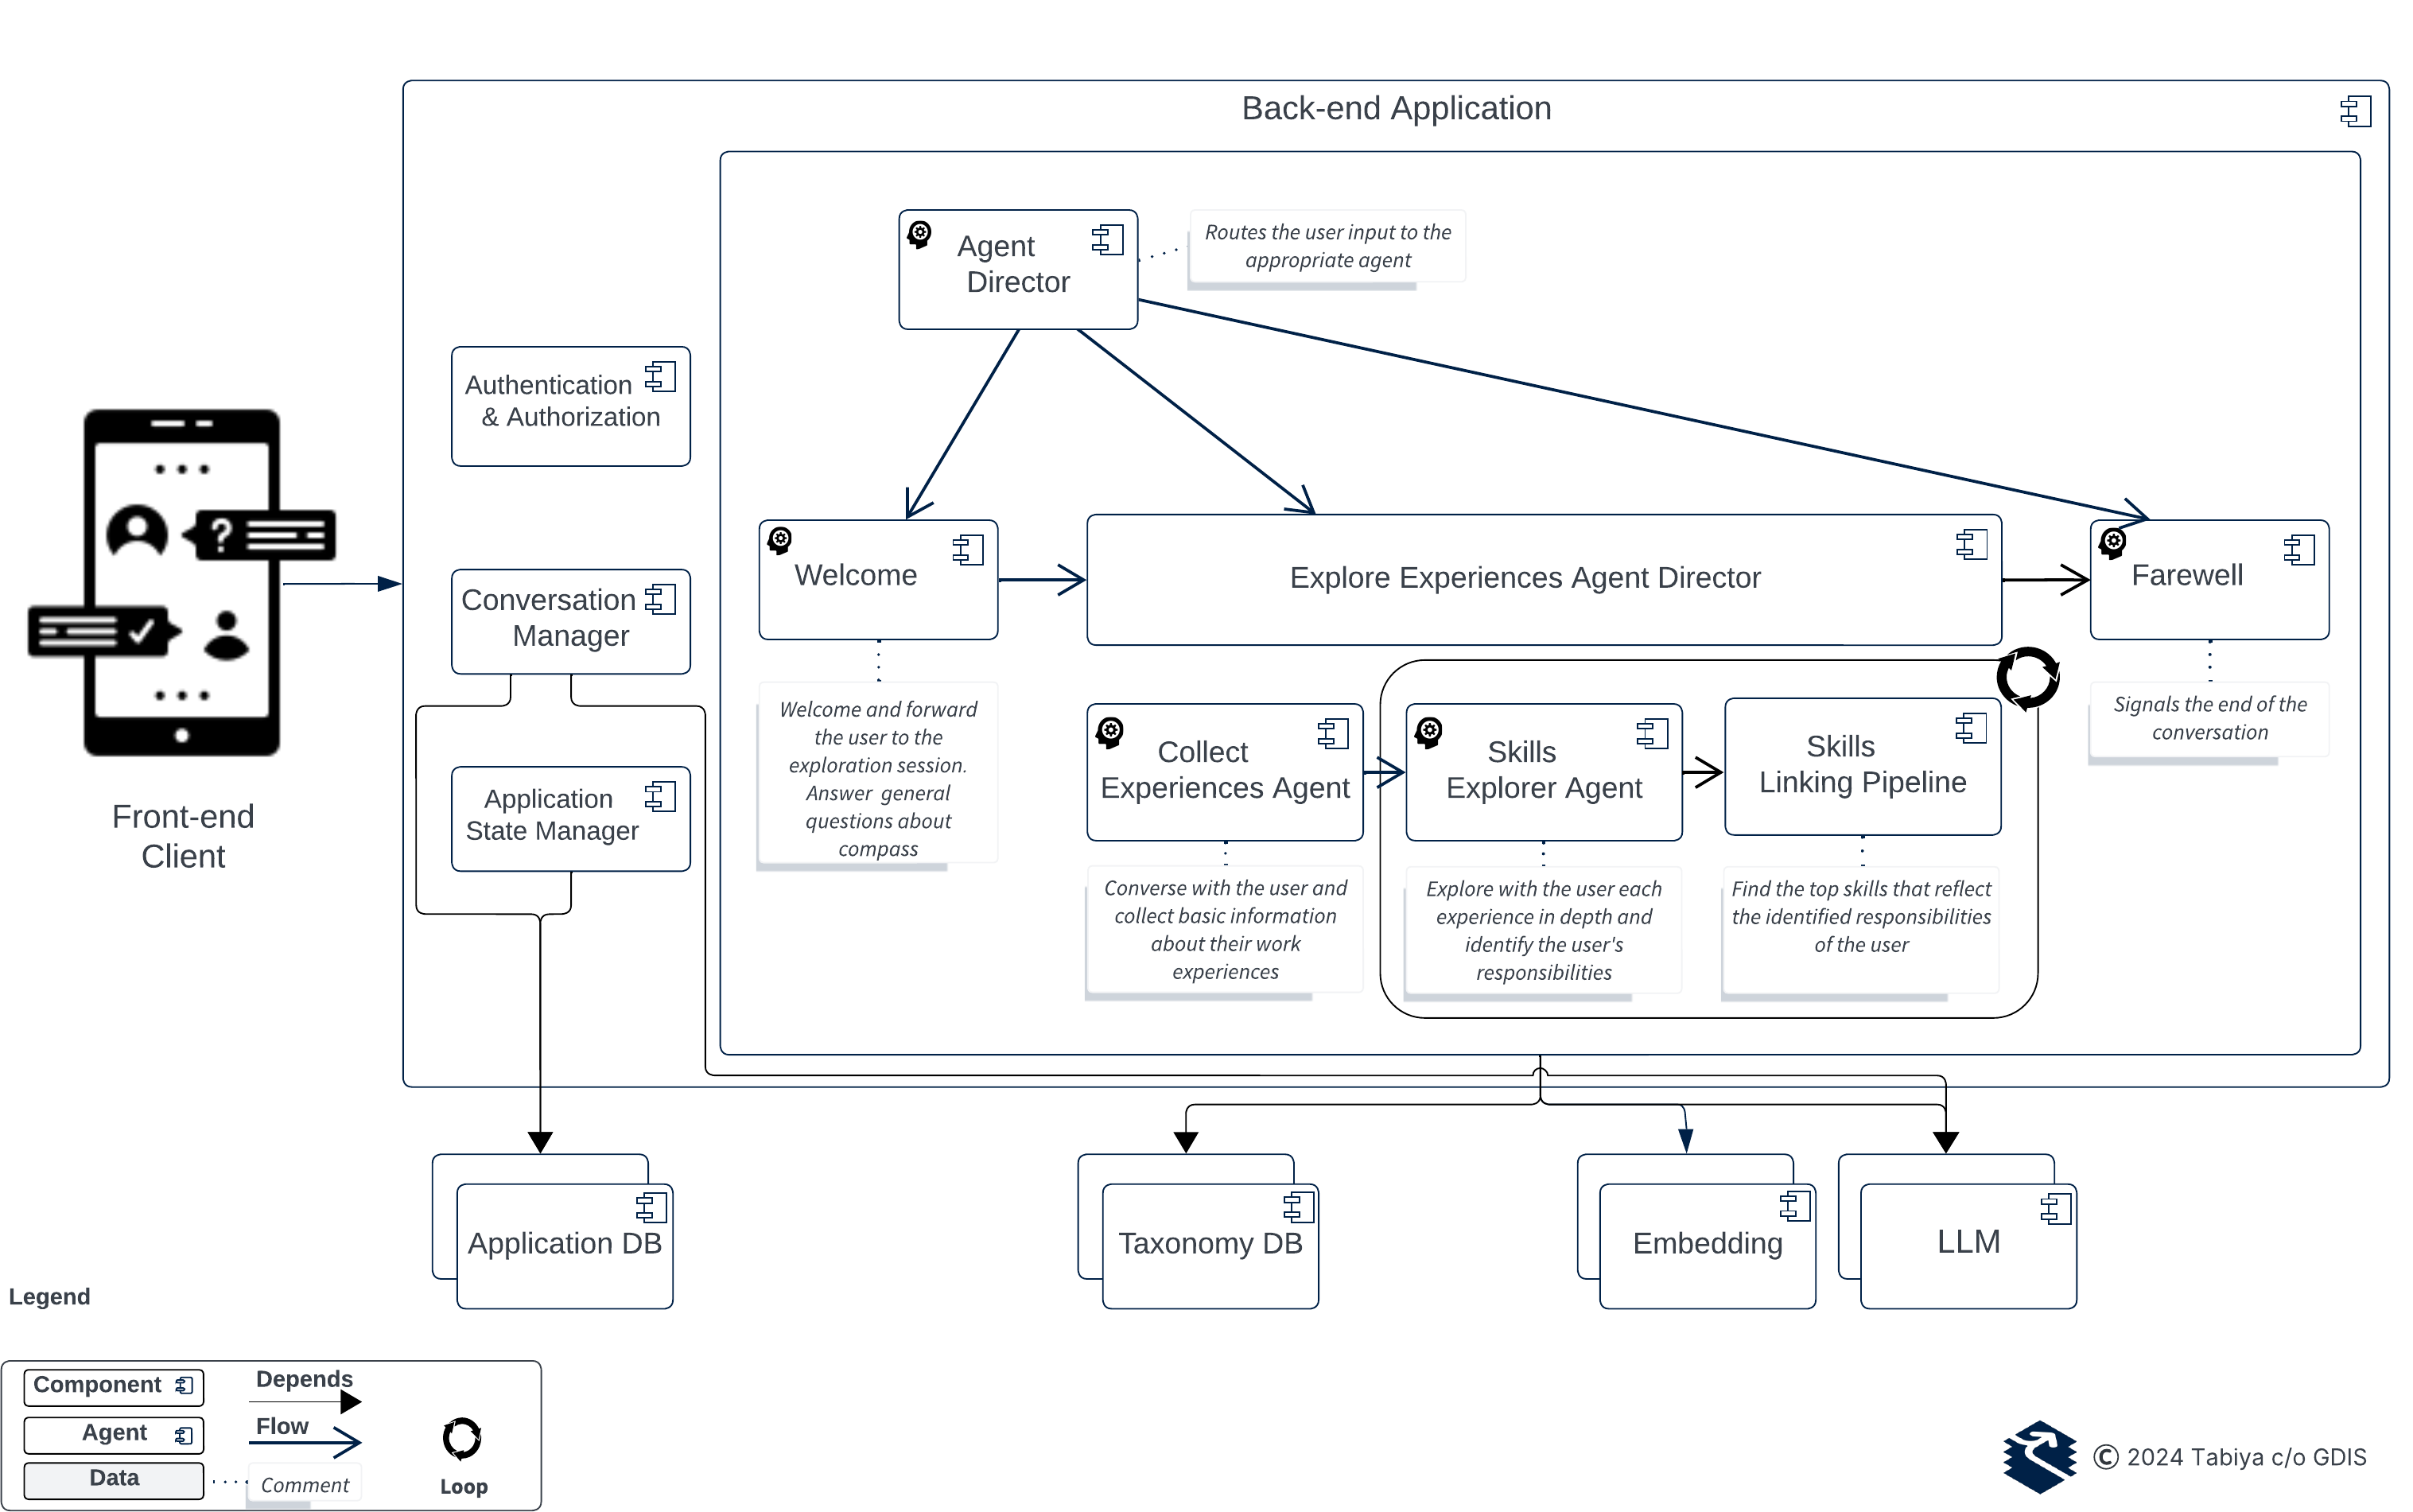 Back-end Application
Agent
Director
Routes the user input to the
appropriate agent
Authentication
& Authorization
Conversation
Manager
Application
State Manager
Front-end
Client
?
Welcome
Explore Experiences Agent Director
Farewell
Welcome and forward
the user to the
exploration session.
Answer general
questions about
compass
Signals the end of the
conversation
Collect
Experiences Agent
Skills
Explorer Agent
Skills
Linking Pipeline
Converse with the user and
collect basic information
about their work
experiences
Explore with the user each
experience in depth and
identify the user's
responsibilities
Find the top skills that reflect
the identified responsibilities
of the user
Application DB
Taxonomy DB
Embedding
LLM
Legend
Component
Agent
Data
Depends
Flow
Comment
Loop
© 2024 Tabiya c/o GDIS